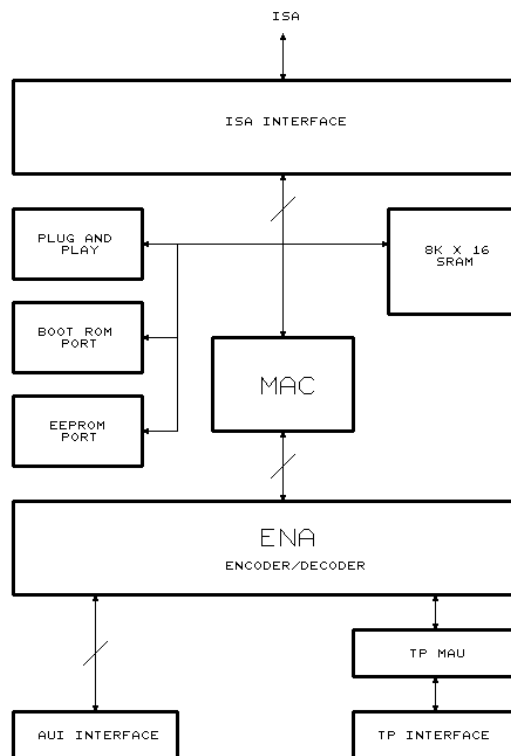 ISA
ISA INTERFACE
PLUG AND
PLAY
8K X 16
SRAM
BOOT ROM
PORT
MAC
EEPROM
PORT
ENA
ENCODER/DECODER
TP MAU
AUI INTERFACE
TP INTERFACE